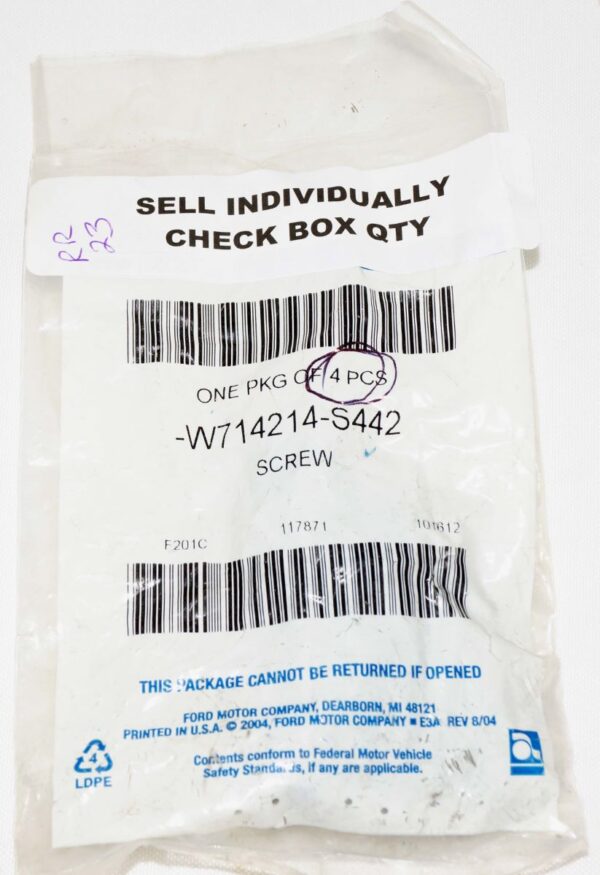 SELL INDIVIDUALLY
CHECK BOX QTY
RR
23
ONE PKG OF 4 PCS
-W714214-S442
SCREW
F201C 117871 101612
THIS PACKAGE CANNOT BE RETURNED IF OPENED
FORD MOTOR COMPANY, DEARBORN, MI 48121
PRINTED IN U.S.A. © 2004, FORD MOTOR COMPANY ■ E3A REV 8/04
Contents conform to Federal Motor Vehicle
Safety Standards, if any are applicable.
4
LDPE